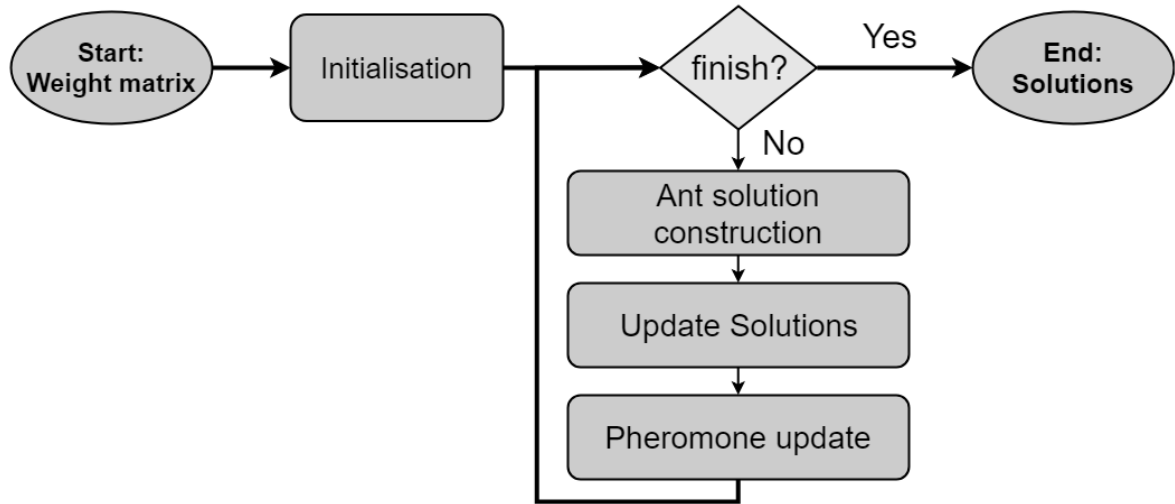 Start:
Weight matrix
Initialisation
finish?
Yes
End:
Solutions
No
Ant solution
construction
Update Solutions
Pheromone update